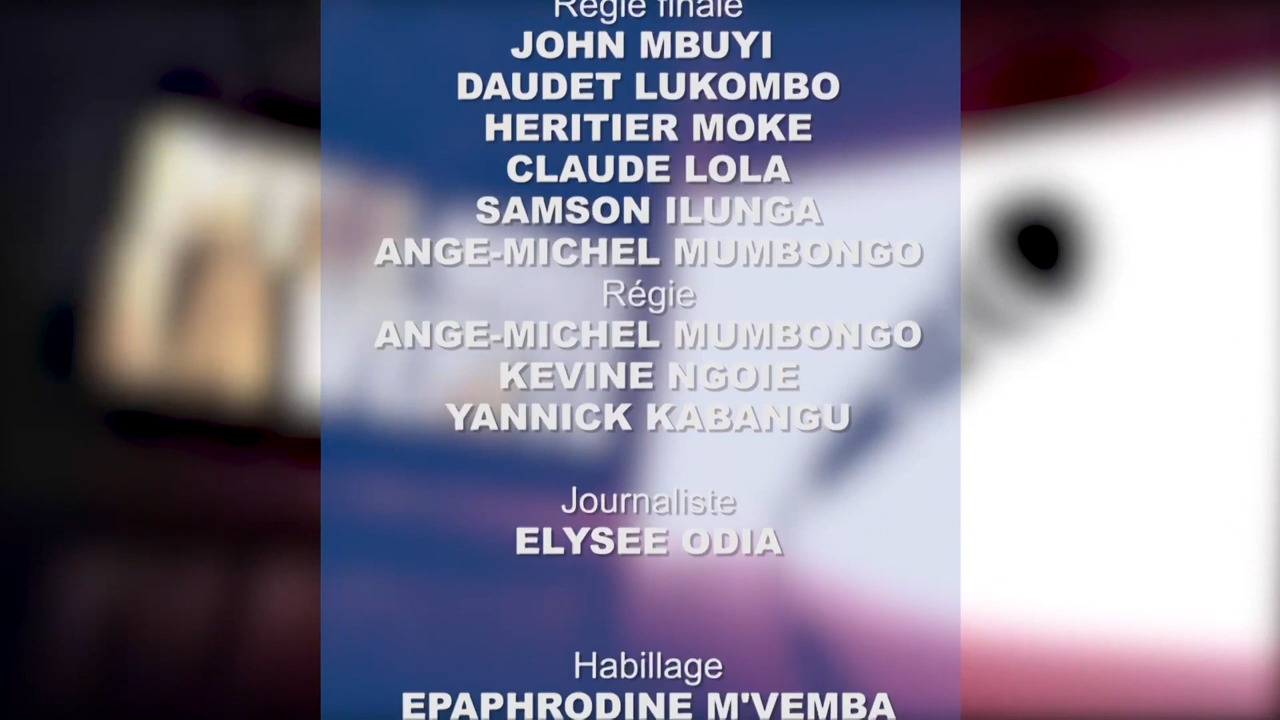 Régie finale
JOHN MBUYI
DAUDET LUKOMBO
HERITIER MOKE
CLAUDE LOLA
SAMSON ILUNGA
ANGE-MICHEL MUMBONGO
Régie
ANGE-MICHEL MUMBONGO
KEVINE NGOIE
YANNICK KABANGU
Journaliste
ELYSEE ODIA
Habillage
EPAPHRODINE M'VEMBA